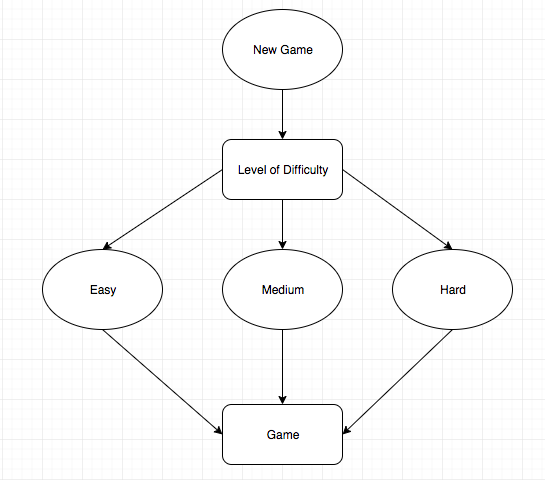 New Game
Level of Difficulty
Easy
Medium
Hard
Game